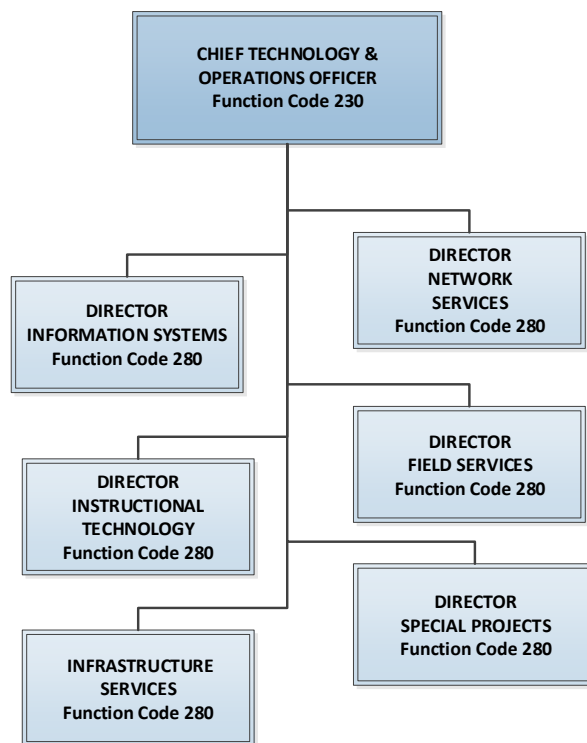 CHIEF TECHNOLOGY &
OPERATIONS OFFICER
Function Code 230
DIRECTOR
NETWORK
SERVICES
Function Code 280
DIRECTOR
INFORMATION SYSTEMS
Function Code 280
DIRECTOR
FIELD SERVICES
Function Code 280
DIRECTOR
INSTRUCTIONAL
TECHNOLOGY
Function Code 280
DIRECTOR
SPECIAL PROJECTS
Function Code 280
INFRASTRUCTURE
SERVICES
Function Code 280